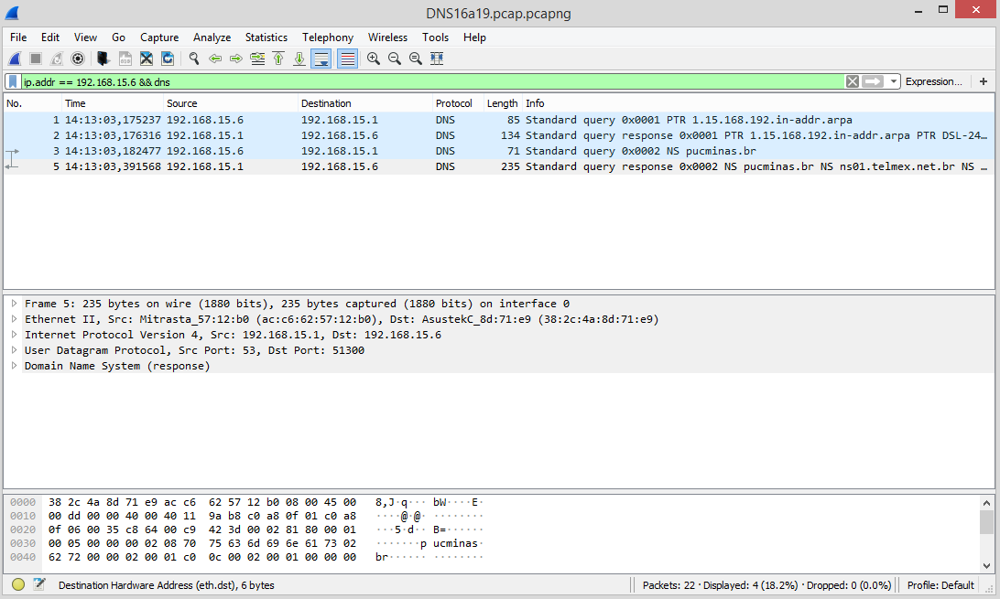 DNS16a19.pcap.pcapng
File Edit View Go Capture Analyze Statistics Telephony Wireless Tools Help
ip.addr == 192.168.15.6 && dns Expression... +
No. Time Source Destination Protocol Length Info
1 14:13:03,175237 192.168.15.6 192.168.15.1 DNS 85 Standard query 0x0001 PTR 1.15.168.192.in-addr.arpa
2 14:13:03,176316 192.168.15.1 192.168.15.6 DNS 134 Standard query response 0x0001 PTR 1.15.168.192.in-addr.arpa PTR DSL-24…
3 14:13:03,182477 192.168.15.6 192.168.15.1 DNS 71 Standard query 0x0002 NS pucminas.br
5 14:13:03,391568 192.168.15.1 192.168.15.6 DNS 235 Standard query response 0x0002 NS pucminas.br NS ns01.telmex.net.br NS …
Frame 5: 235 bytes on wire (1880 bits), 235 bytes captured (1880 bits) on interface 0
Ethernet II, Src: Mitrasta_57:12:b0 (ac:c6:62:57:12:b0), Dst: AsustekC_8d:71:e9 (38:2c:4a:8d:71:e9)
Internet Protocol Version 4, Src: 192.168.15.1, Dst: 192.168.15.6
User Datagram Protocol, Src Port: 53, Dst Port: 51300
Domain Name System (response)
0000 38 2c 4a 8d 71 e9 ac c6 62 57 12 b0 08 00 45 00 8,J·q··· bW····E·
0010 00 dd 00 00 40 00 40 11 9a b8 c0 a8 0f 01 c0 a8 ····@·@· ········
0020 0f 06 00 35 c8 64 00 c9 42 3d 00 02 81 80 00 01 ···5·d·· B=······
0030 00 05 00 00 00 02 08 70 75 63 6d 69 6e 61 73 02 ·······p ucminas·
0040 62 72 00 00 02 00 01 c0 0c 00 02 00 01 00 00 00 br······ ········
Destination Hardware Address (eth.dst), 6 bytes Packets: 22 · Displayed: 4 (18.2%) · Dropped: 0 (0.0%) Profile: Default